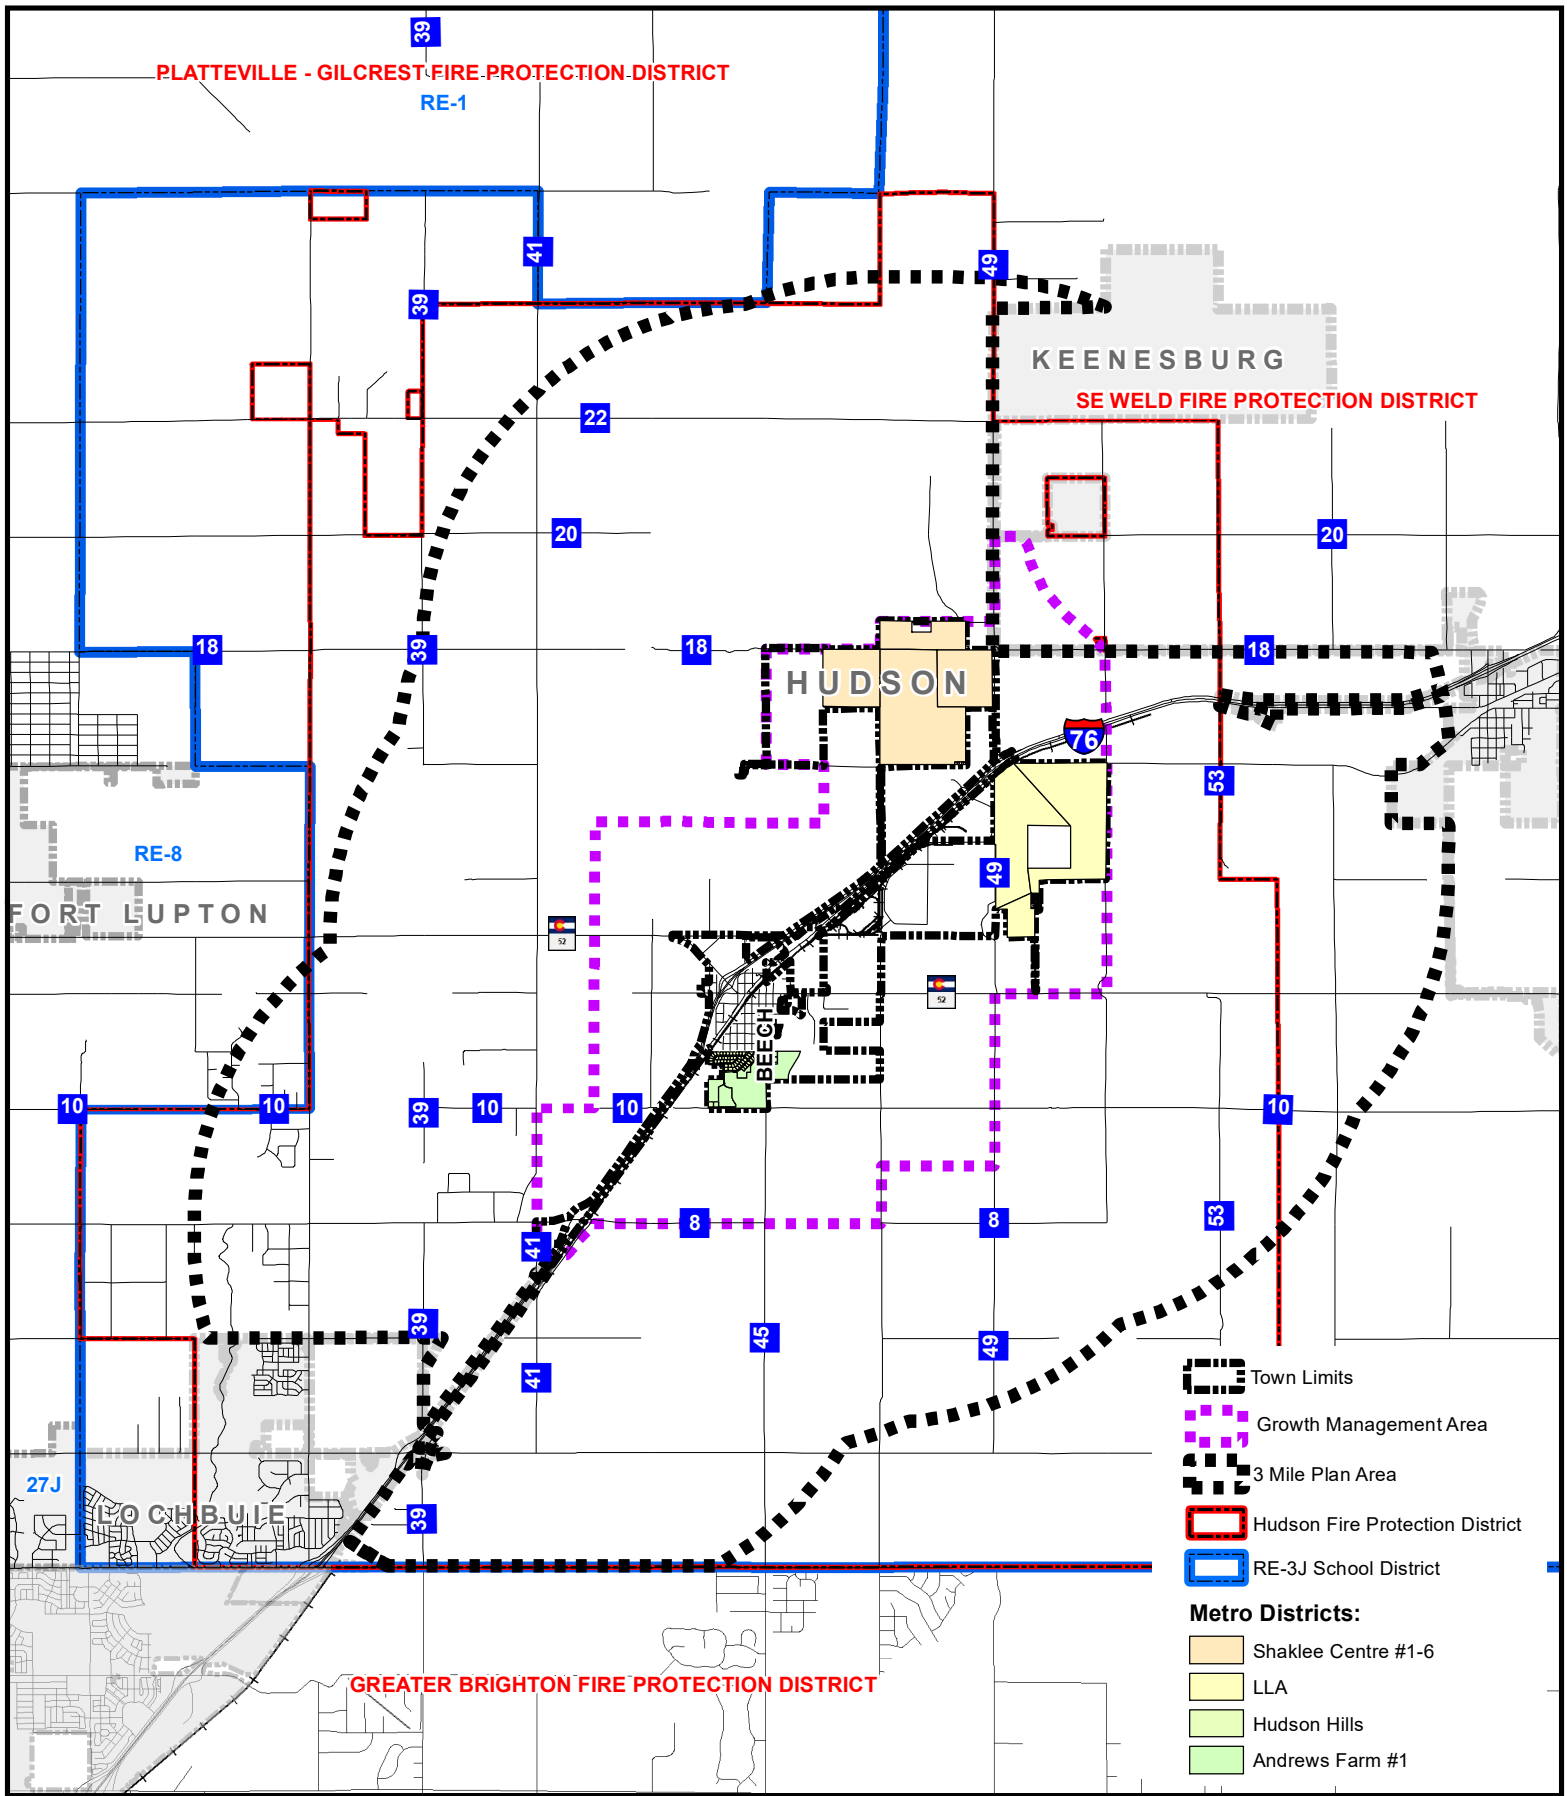 39
PLATTEVILLE - GILCREST FIRE PROTECTION DISTRICT
RE-1
41
49
39
KEENESBURG
SE WELD FIRE PROTECTION DISTRICT
22
20
20
18
39
18
18
HUDSON
76
53
RE-8
49
FORT LUPTON
52
52
BEECH
10
10
39
10
10
10
8
8
53
41
39
45
49
41
Town Limits
Growth Management Area
3 Mile Plan Area
27J
LOCHBUIE
39
Hudson Fire Protection District
RE-3J School District
Metro Districts:
Shaklee Centre #1-6
GREATER BRIGHTON FIRE PROTECTION DISTRICT
LLA
Hudson Hills
Andrews Farm #1